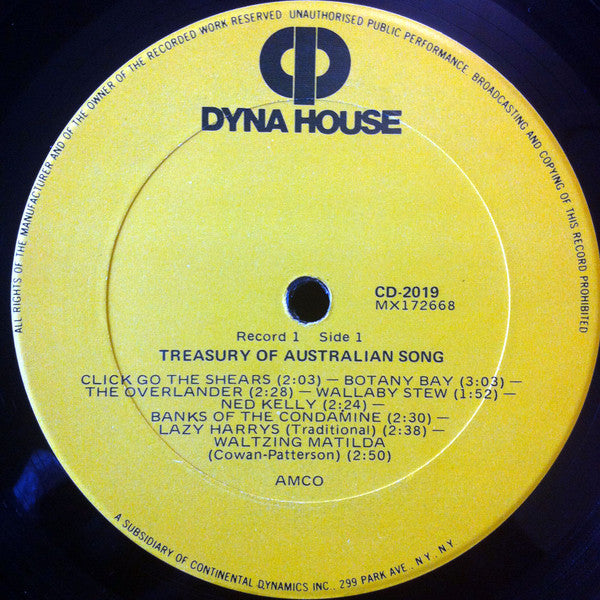 ALL RIGHTS OF THE MANUFACTURER AND OF THE OWNER OF THE RECORDED WORK RESERVED UNAUTHORISED PUBLIC PERFORMANCE, BROADCASTING AND COPYING OF THIS RECORD PROHIBITED
DYNA HOUSE
CD-2019
MX172668
Record 1 Side 1
TREASURY OF AUSTRALIAN SONG
CLICK GO THE SHEARS (2:03) — BOTANY BAY (3:03) —
THE OVERLANDER (2:28) — WALLABY STEW (1:52) —
NED KELLY (2:24) —
BANKS OF THE CONDAMINE (2:30) —
LAZY HARRYS (Traditional) (2:38) —
WALTZING MATILDA
(Cowan-Patterson) (2:50)
AMCO
A SUBSIDIARY OF CONTINENTAL DYNAMICS INC., 299 PARK AVE., N.Y., N.Y.